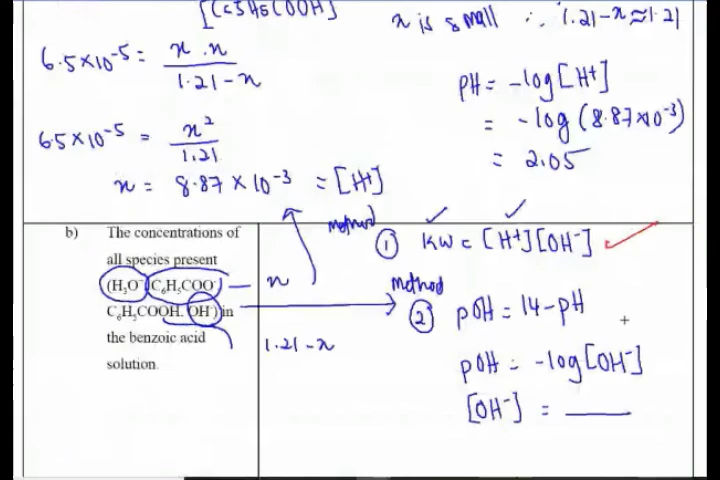 [C6H5COOH]
x is small ∴ 1.21-x≈1.21
6.5×10⁻⁵ = x.x / 1.21-x
pH = -log[H⁺]
= -log(8.87×10⁻³)
= 2.05
6.5×10⁻⁵ = x² / 1.21
x = 8.87×10⁻³ = [H⁺]
b) The concentrations of
all species present
(H₃O⁺, C₆H₅COO⁻,
C₆H₅COOH, OH⁻) in
the benzoic acid
solution.
x
1.21-x
method
① Kw = [H⁺][OH⁻]
method
② pOH = 14-pH
pOH = -log[OH⁻]
[OH⁻] = ____